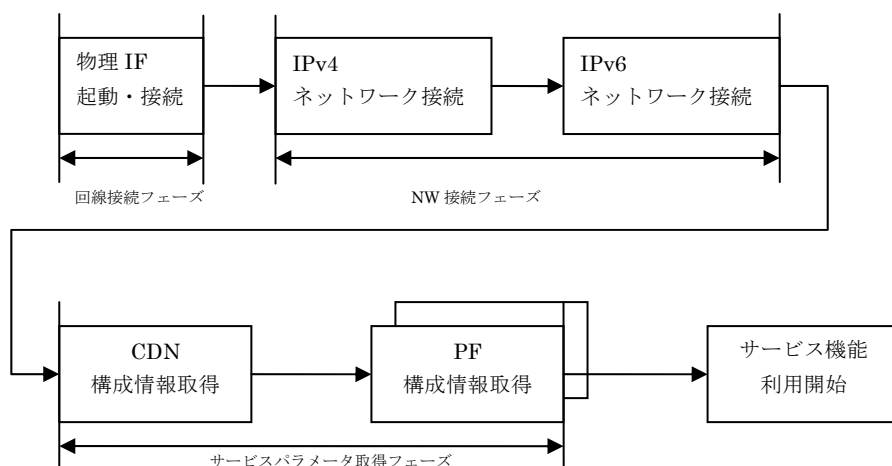 物理 IF
起動・接続
IPv4
ネットワーク接続
IPv6
ネットワーク接続
回線接続フェーズ
NW 接続フェーズ
CDN
構成情報取得
PF
構成情報取得
サービス機能
利用開始
サービスパラメータ取得フェーズ